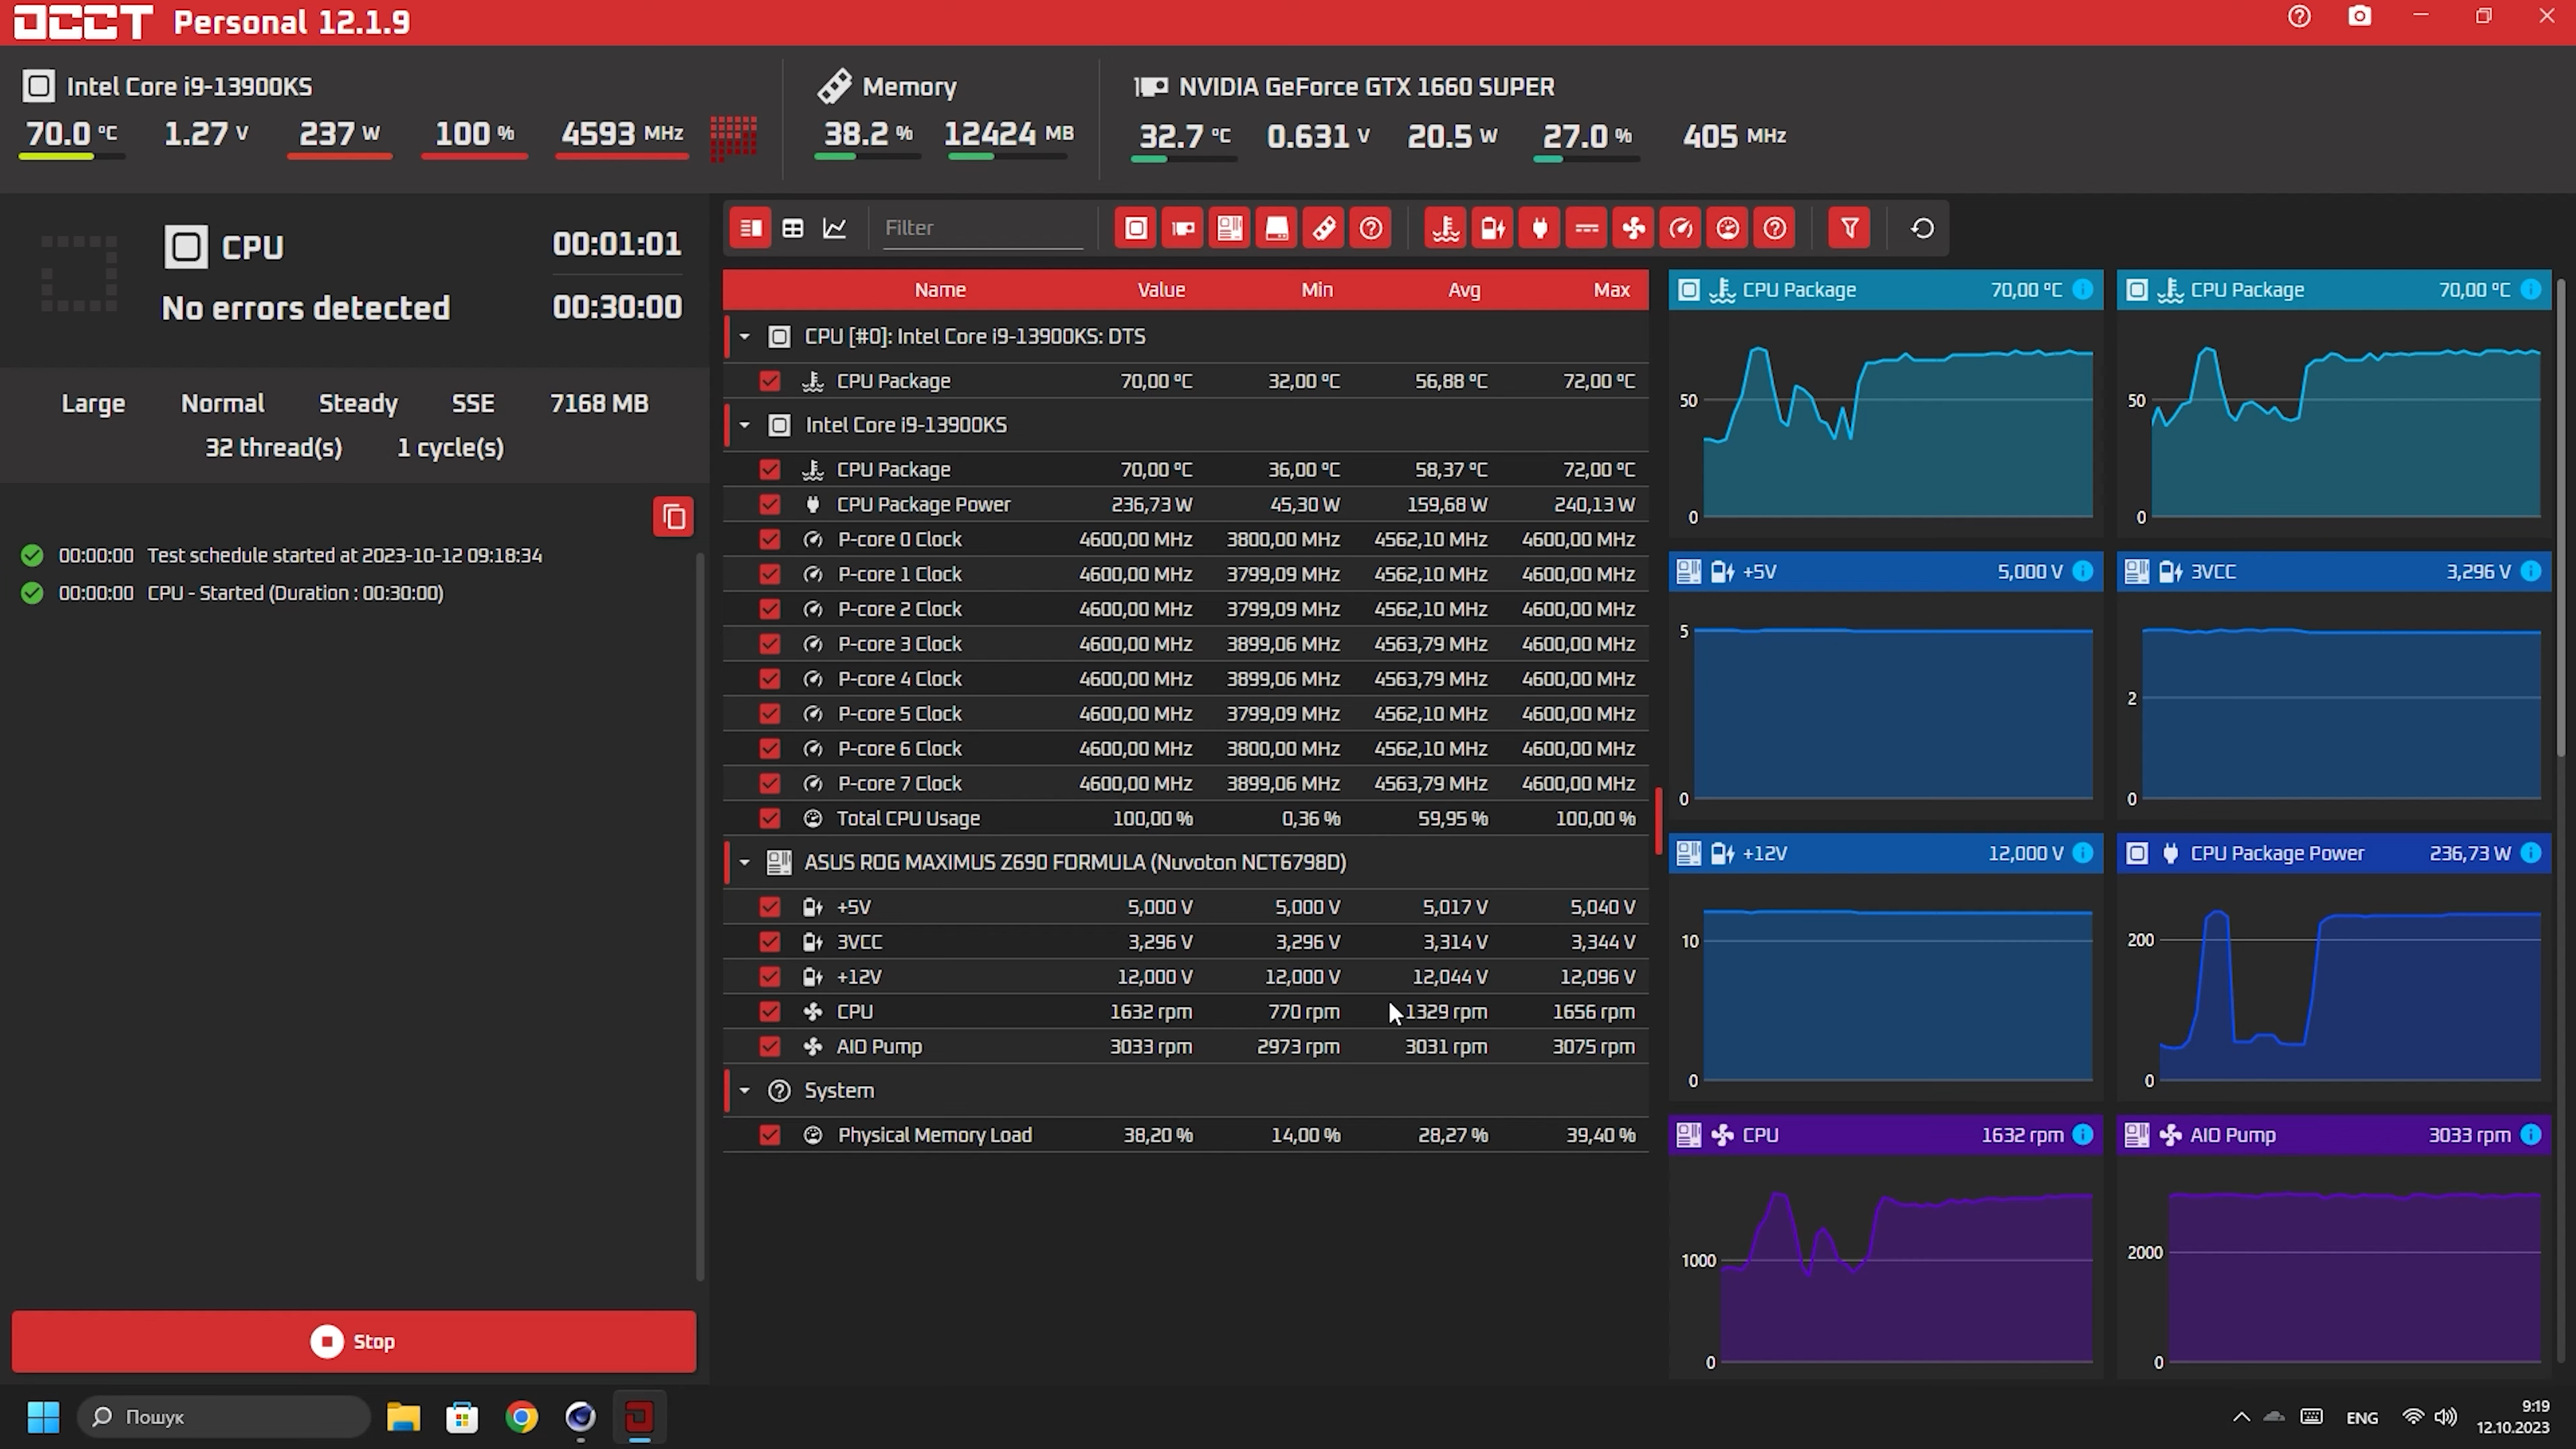 OCCT Personal 12.1.9
Intel Core i9-13900KS
70.0 ºC 1.27 V 237 W 100 % 4593 MHz
Memory
38.2 % 12424 MB
NVIDIA GeForce GTX 1660 SUPER
32.7 ºC 0.631 V 20.5 W 27.0 % 405 MHz
CPU 00:01:01
No errors detected 00:30:00
Large Normal Steady SSE 7168 MB
32 thread(s) 1 cycle(s)
00:00:00 Test schedule started at 2023-10-12 09:18:34
00:00:00 CPU - Started (Duration : 00:30:00)
Stop
Filter
Name Value Min Avg Max
CPU [#0]: Intel Core i9-13900KS: DTS
CPU Package 70,00 ºC 32,00 ºC 56,88 ºC 72,00 ºC
Intel Core i9-13900KS
CPU Package 70,00 ºC 36,00 ºC 58,37 ºC 72,00 ºC
CPU Package Power 236,73 W 45,30 W 159,68 W 240,13 W
P-core 0 Clock 4600,00 MHz 3800,00 MHz 4562,10 MHz 4600,00 MHz
P-core 1 Clock 4600,00 MHz 3799,09 MHz 4562,10 MHz 4600,00 MHz
P-core 2 Clock 4600,00 MHz 3799,09 MHz 4562,10 MHz 4600,00 MHz
P-core 3 Clock 4600,00 MHz 3899,06 MHz 4563,79 MHz 4600,00 MHz
P-core 4 Clock 4600,00 MHz 3899,06 MHz 4563,79 MHz 4600,00 MHz
P-core 5 Clock 4600,00 MHz 3799,09 MHz 4562,10 MHz 4600,00 MHz
P-core 6 Clock 4600,00 MHz 3800,00 MHz 4562,10 MHz 4600,00 MHz
P-core 7 Clock 4600,00 MHz 3899,06 MHz 4563,79 MHz 4600,00 MHz
Total CPU Usage 100,00 % 0,36 % 59,95 % 100,00 %
ASUS ROG MAXIMUS Z690 FORMULA (Nuvoton NCT6798D)
+5V 5,000 V 5,000 V 5,017 V 5,040 V
3VCC 3,296 V 3,296 V 3,314 V 3,344 V
+12V 12,000 V 12,000 V 12,044 V 12,096 V
CPU 1632 rpm 770 rpm 1329 rpm 1656 rpm
AIO Pump 3033 rpm 2973 rpm 3031 rpm 3075 rpm
System
Physical Memory Load 38,20 % 14,00 % 28,27 % 39,40 %
CPU Package 70,00 ºC
50
0
CPU Package 70,00 ºC
50
0
+5V 5,000 V
5
0
3VCC 3,296 V
2
0
+12V 12,000 V
10
0
CPU Package Power 236,73 W
200
0
CPU 1632 rpm
1000
0
AIO Pump 3033 rpm
2000
0
Пошук
ENG
9:19
12.10.2023